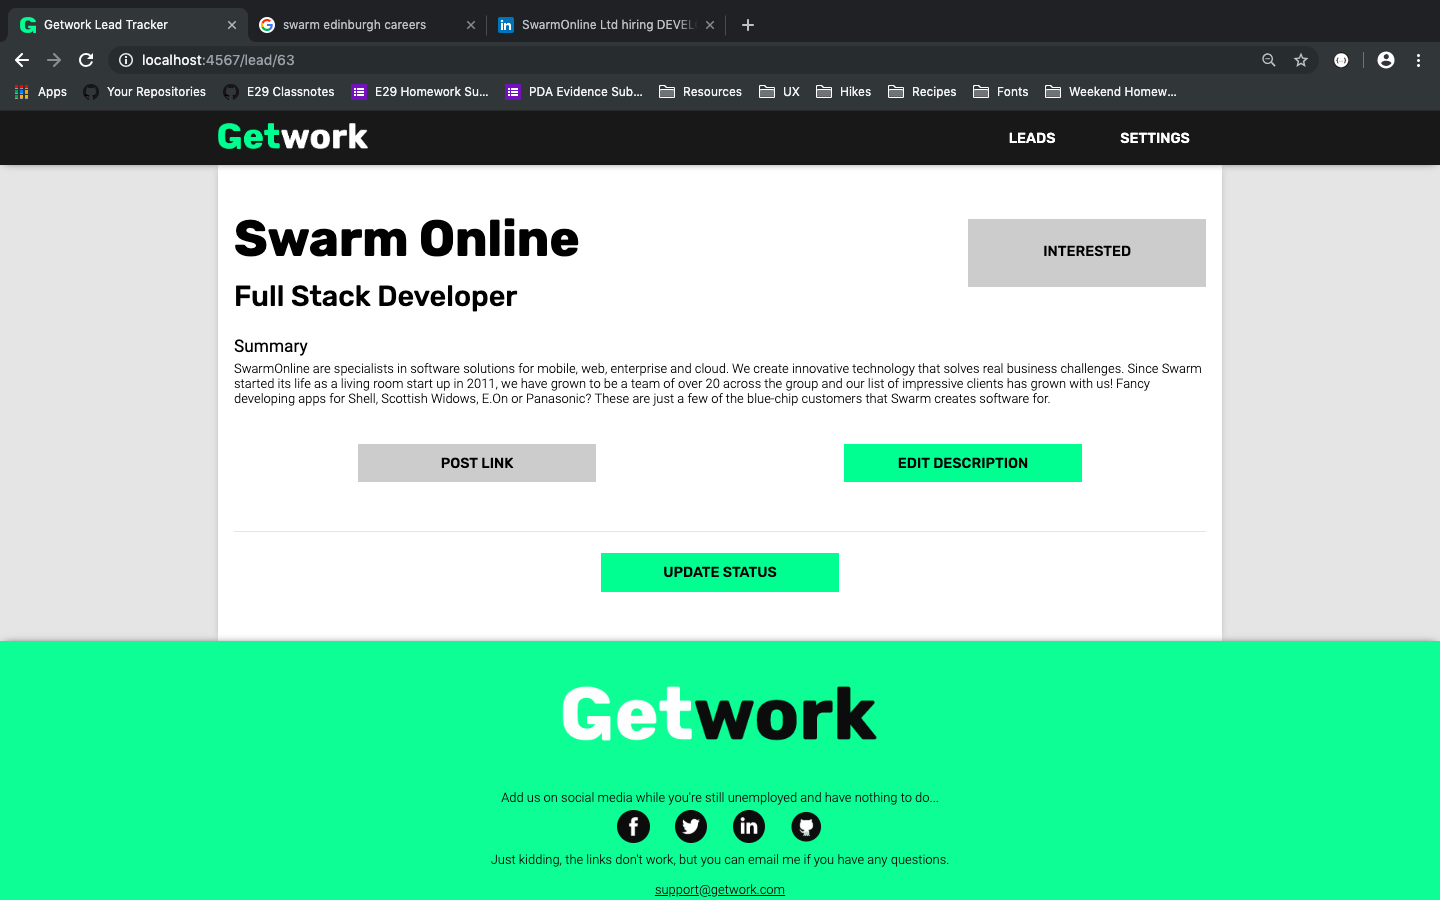 Getwork Lead Tracker
swarm edinburgh careers
SwarmOnline Ltd hiring DEVEL
localhost:4567/lead/63
Apps
Your Repositories
E29 Classnotes
E29 Homework Su...
PDA Evidence Sub...
Resources
UX
Hikes
Recipes
Fonts
Weekend Homew...
Getwork
LEADS
SETTINGS
Swarm Online
INTERESTED
Full Stack Developer
Summary
SwarmOnline are specialists in software solutions for mobile, web, enterprise and cloud. We create innovative technology that solves real business challenges. Since Swarm
started its life as a living room start up in 2011, we have grown to be a team of over 20 across the group and our list of impressive clients has grown with us! Fancy
developing apps for Shell, Scottish Widows, E.On or Panasonic? These are just a few of the blue-chip customers that Swarm creates software for.
POST LINK
EDIT DESCRIPTION
UPDATE STATUS
Getwork
Add us on social media while you're still unemployed and have nothing to do...
Just kidding, the links don't work, but you can email me if you have any questions.
support@getwork.com